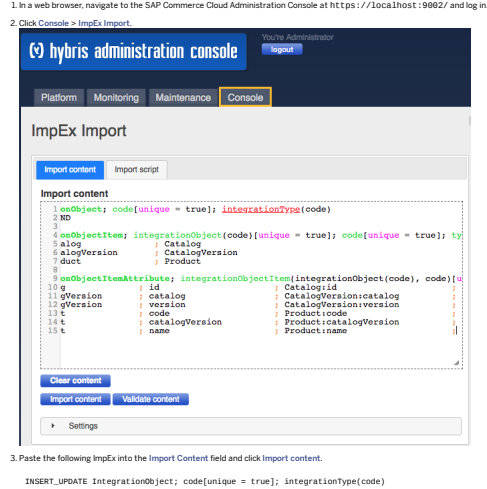 1. In a web browser, navigate to the SAP Commerce Cloud Administration Console at https://localhost:9002/ and log in.
2. Click Console > ImpEx Import.
(y) hybris administration console
You're Administrator
logout
Platform Monitoring Maintenance Console
ImpEx Import
Import content Import script
Import content
1 onObject; code[unique = true]; integrationType(code)
2 ND
3
4 onObjectItem; integrationObject(code)[unique = true]; code[unique = true]; ty
5 alog ; Catalog
6 alogVersion ; CatalogVersion
7 duct ; Product
8
9 onObjectItemAttribute; integrationObjectItem(integrationObject(code), code)[u
10 g ; id ; Catalog:id ;
11 gVersion ; catalog ; CatalogVersion:catalog ;
12 gVersion ; version ; CatalogVersion:version ;
13 t ; code ; Product:code ;
14 t ; catalogVersion ; Product:catalogVersion ;
15 t ; name ; Product:name ;
Clear content
Import content Validate content
Settings
3. Paste the following ImpEx into the Import Content field and click Import content.
INSERT_UPDATE IntegrationObject; code[unique = true]; integrationType(code)